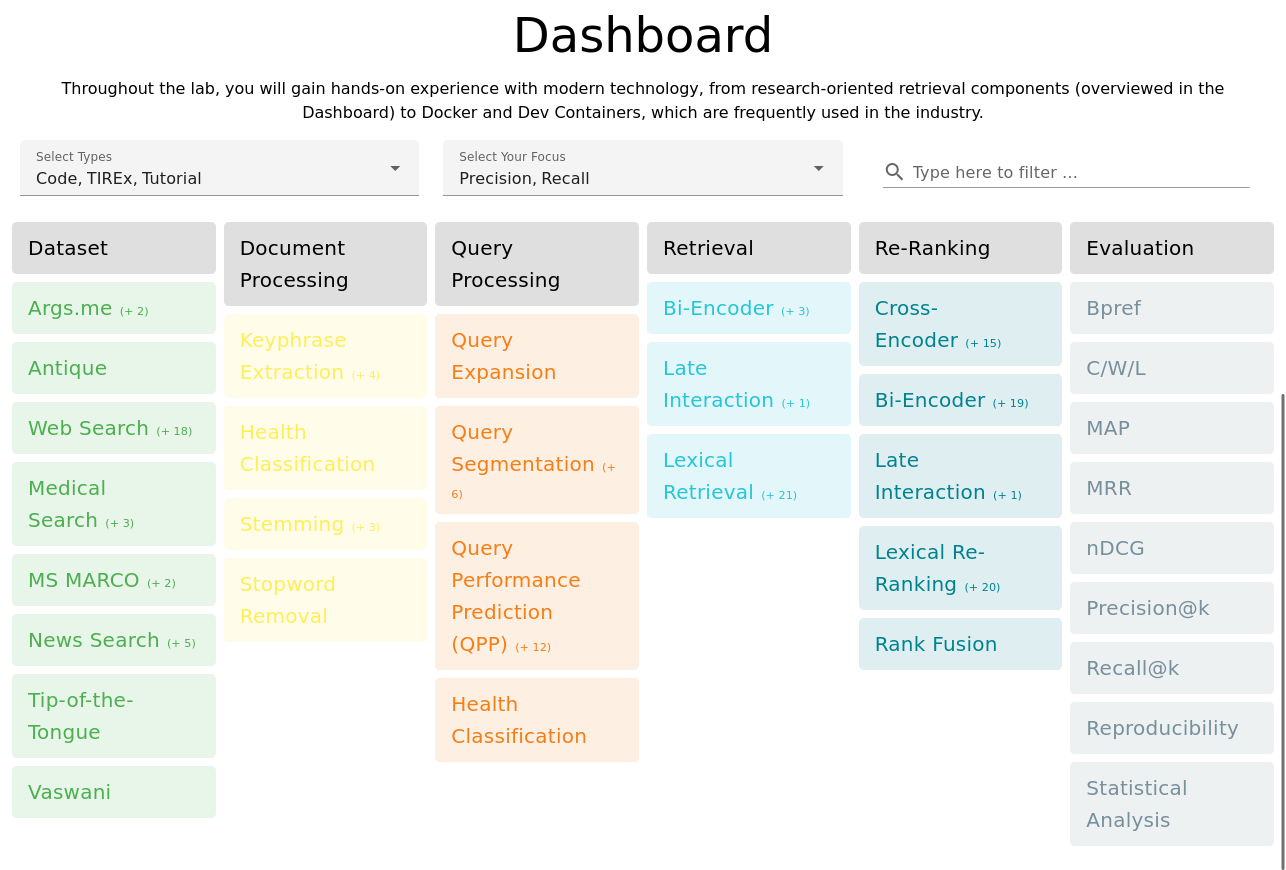 Dashboard
Throughout the lab, you will gain hands-on experience with modern technology, from research-oriented retrieval components (overviewed in the
Dashboard) to Docker and Dev Containers, which are frequently used in the industry.
Select Types
Code, TIREx, Tutorial
Select Your Focus
Precision, Recall
Type here to filter ...
Dataset
Args.me (+ 2)
Antique
Web Search (+ 18)
Medical
Search (+ 3)
MS MARCO (+ 2)
News Search (+ 5)
Tip-of-the-
Tongue
Vaswani
Document
Processing
Keyphrase
Extraction (+ 4)
Health
Classification
Stemming (+ 3)
Stopword
Removal
Query
Processing
Query
Expansion
Query
Segmentation (+
6)
Query
Performance
Prediction
(QPP) (+ 12)
Health
Classification
Retrieval
Bi-Encoder (+ 3)
Late
Interaction (+ 1)
Lexical
Retrieval (+ 21)
Re-Ranking
Cross-
Encoder (+ 15)
Bi-Encoder (+ 19)
Late
Interaction (+ 1)
Lexical Re-
Ranking (+ 20)
Rank Fusion
Evaluation
Bpref
C/W/L
MAP
MRR
nDCG
Precision@k
Recall@k
Reproducibility
Statistical
Analysis